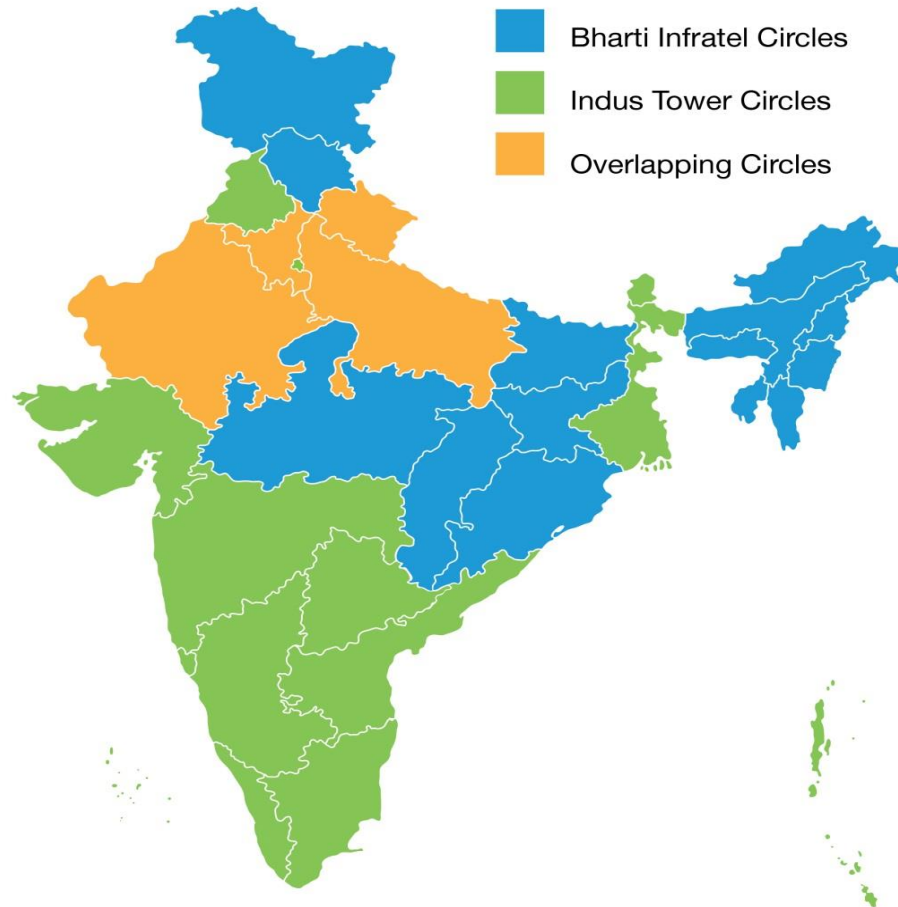 Bharti Infratel Circles
Indus Tower Circles
Overlapping Circles